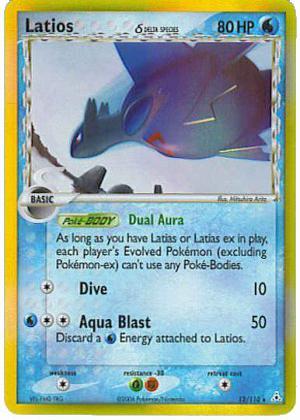 Latios δ DELTA SPECIES 80 HP
BASIC
Illus. Mitsuhiro Arita
Poké-BODY Dual Aura
As long as you have Latias or Latias ex in play,
each player's Evolved Pokémon (excluding
Pokémon-ex) can't use any Poké-Bodies.
Dive 10
Aqua Blast 50
Discard a Energy attached to Latios.
weakness resistance -30 retreat cost
©2006 Pokémon/Nintendo 12/110 ★